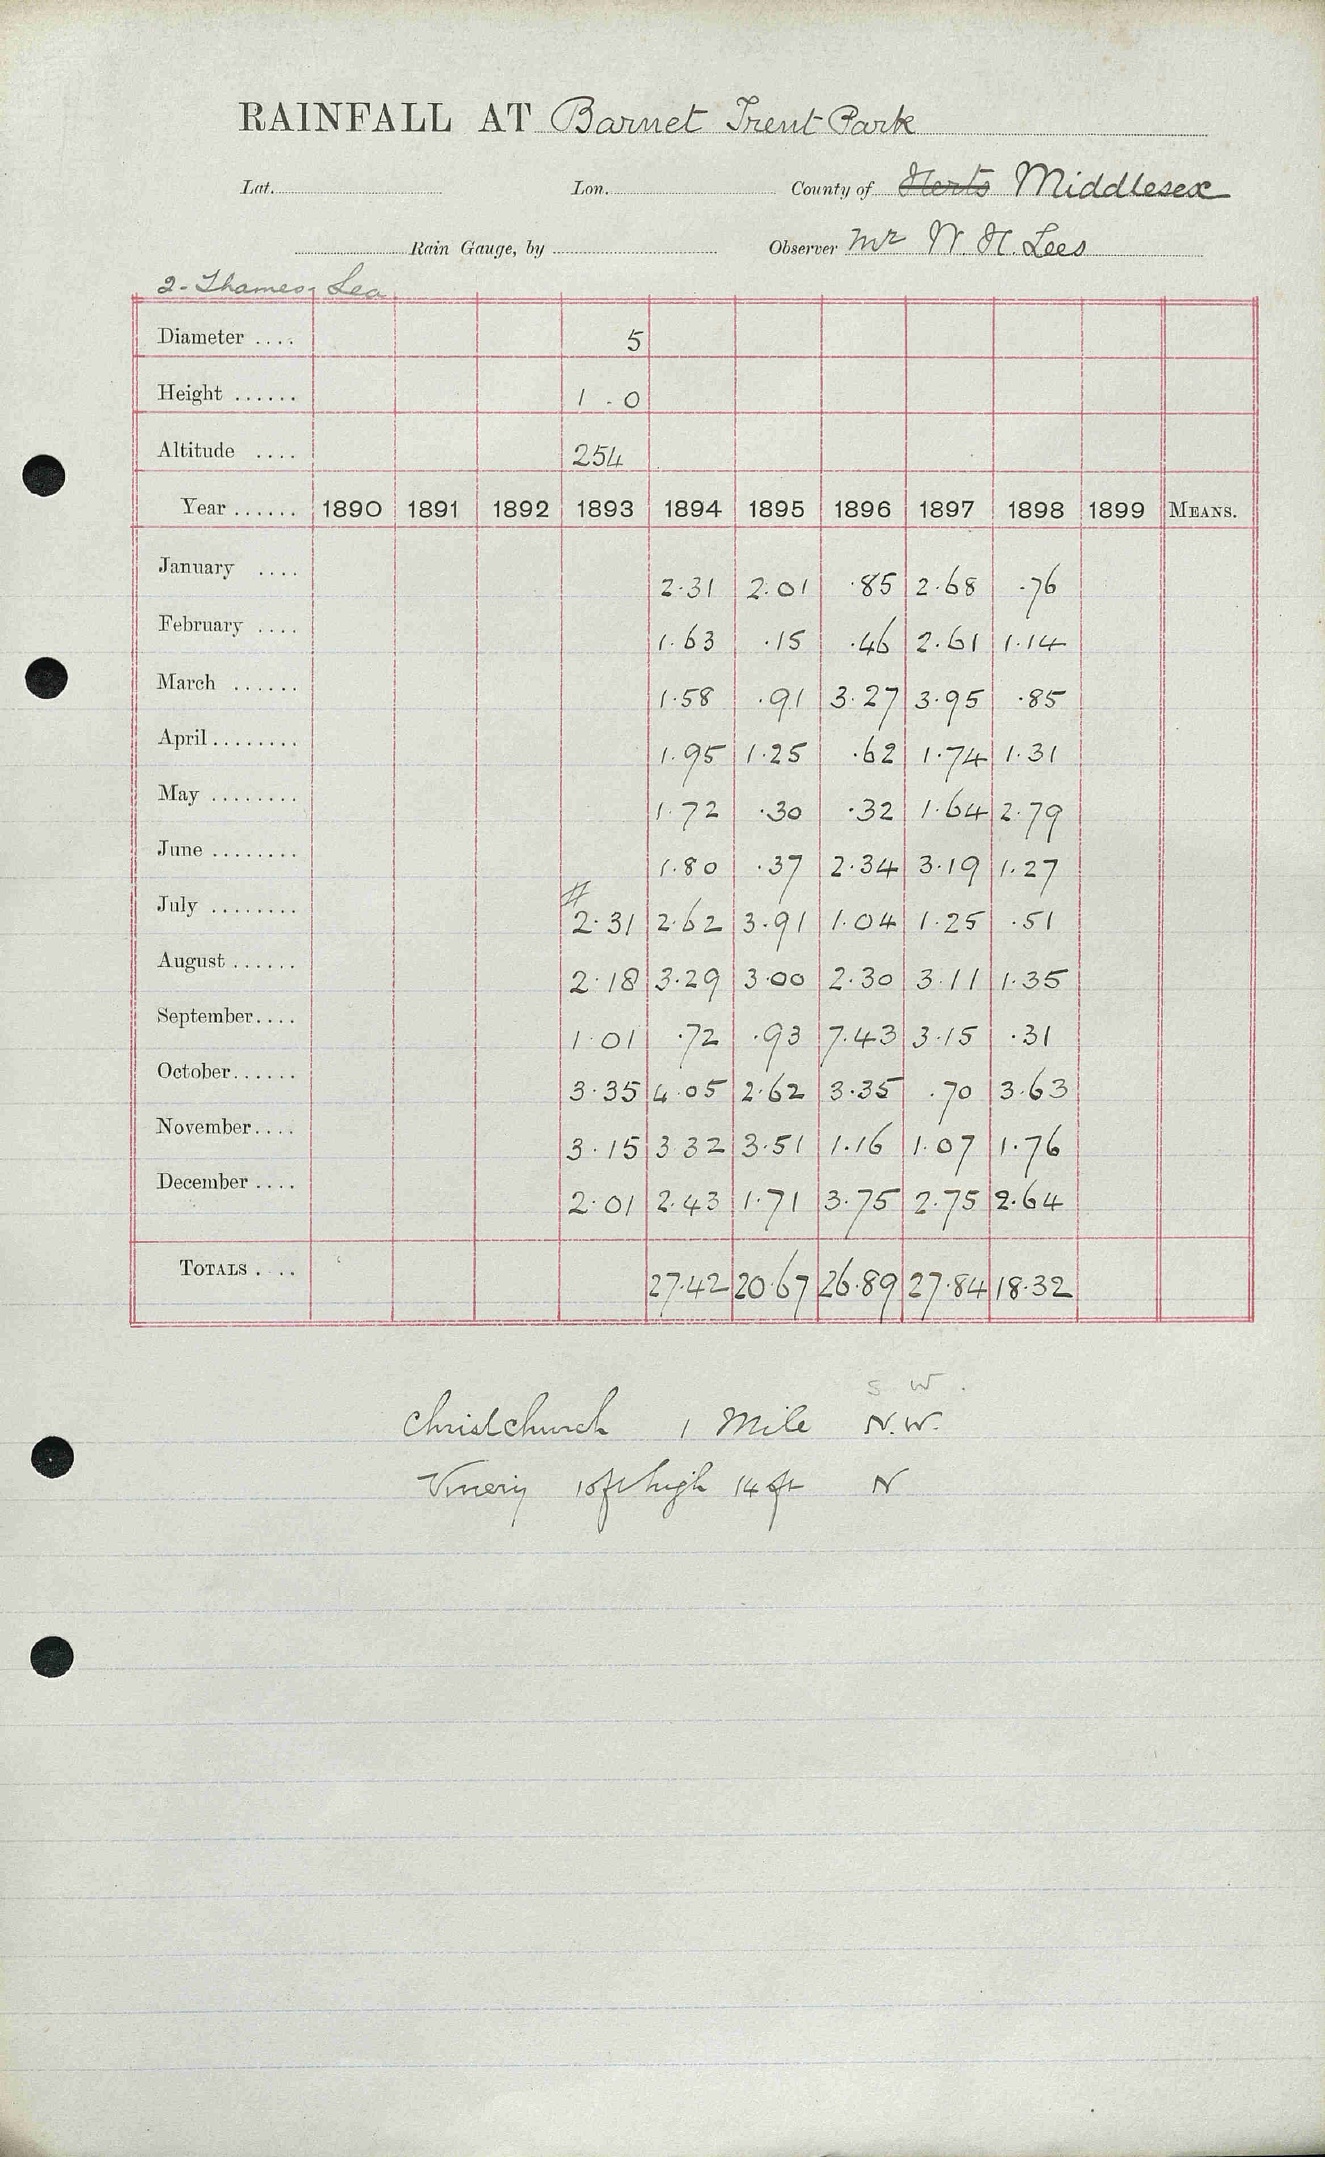 RAINFALL AT Barnet Trent Park
Lat. Lon. County of Herts Middlesex
Rain Gauge, by Observer Mr W. H. Lees
2 - Thames - Lea
Diameter .... 5
Height ...... 1 - 0
Altitude .... 254
Year ...... 1890 1891 1892 1893 1894 1895 1896 1897 1898 1899 MEANS.
January .... 2.31 2.01 .85 2.68 .76
February .... 1.63 .15 .46 2.61 1.14
March ...... 1.58 .91 3.27 3.95 .85
April ........ 1.95 1.25 .62 1.74 1.31
May ........ 1.72 .30 .32 1.64 2.79
June ........ 1.80 .37 2.34 3.19 1.27
#
July ........ 2.31 2.62 3.91 1.04 1.25 .51
August ...... 2.18 3.29 3.00 2.30 3.11 1.35
September .... 1.01 .72 .93 7.43 3.15 .31
October ...... 3.35 4.05 2.62 3.35 .70 3.63
November .... 3.15 3.32 3.51 1.16 1.07 1.76
December .... 2.01 2.43 1.71 3.75 2.75 2.64
TOTALS .... 27.42 20.67 26.89 27.84 18.32
S W.
Christchurch 1 Mile N.W.
Vinery 10ft high 14 ft N